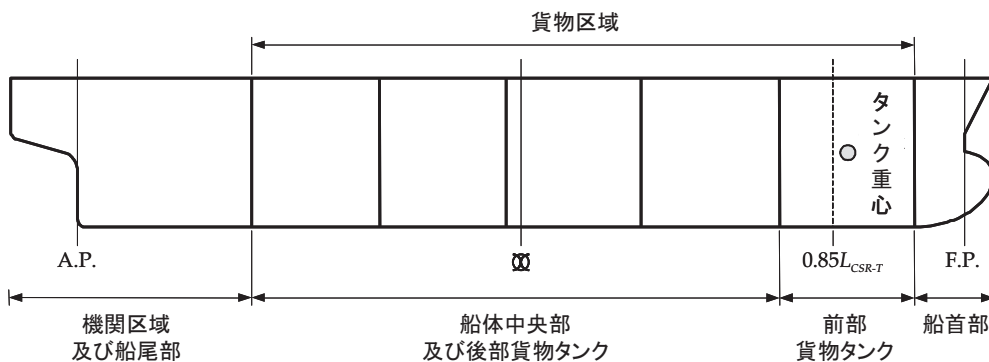 貨物区域
タンク重心
A.P.
0.85L_{CSR-T}
F.P.
機関区域
及び船尾部
船体中央部
及び後部貨物タンク
前部
貨物タンク
船首部